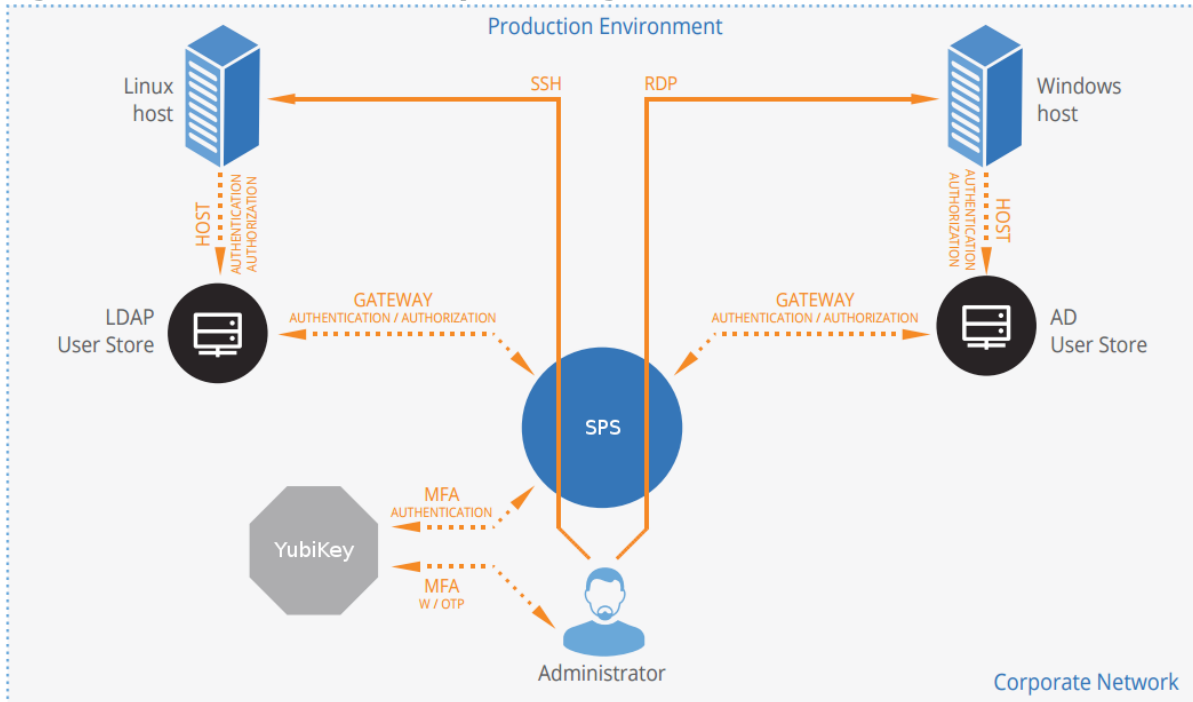 Production Environment
Linux
host
SSH
RDP
Windows
host
HOST
AUTHENTICATION
AUTHORIZATION
HOST
AUTHENTICATION
AUTHORIZATION
LDAP
User Store
GATEWAY
AUTHENTICATION / AUTHORIZATION
GATEWAY
AUTHENTICATION / AUTHORIZATION
AD
User Store
SPS
MFA
AUTHENTICATION
YubiKey
MFA
W / OTP
Administrator
Corporate Network